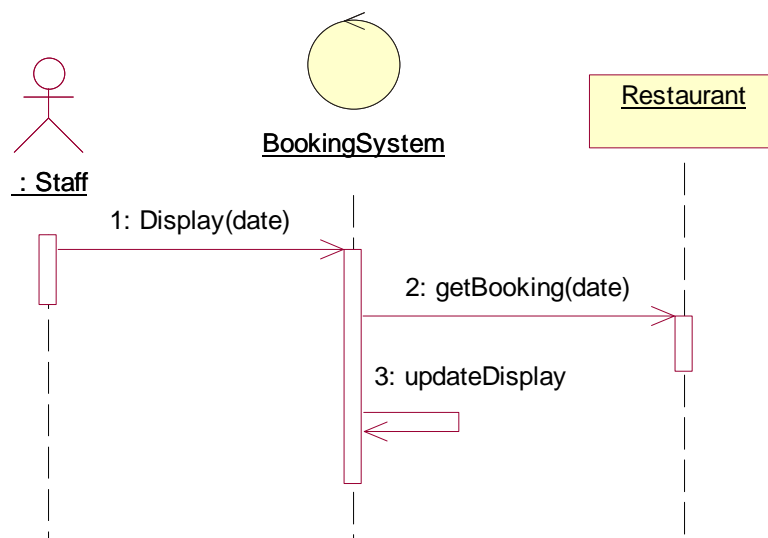 Restaurant
BookingSystem
: Staff
1: Display(date)
2: getBooking(date)
3: updateDisplay